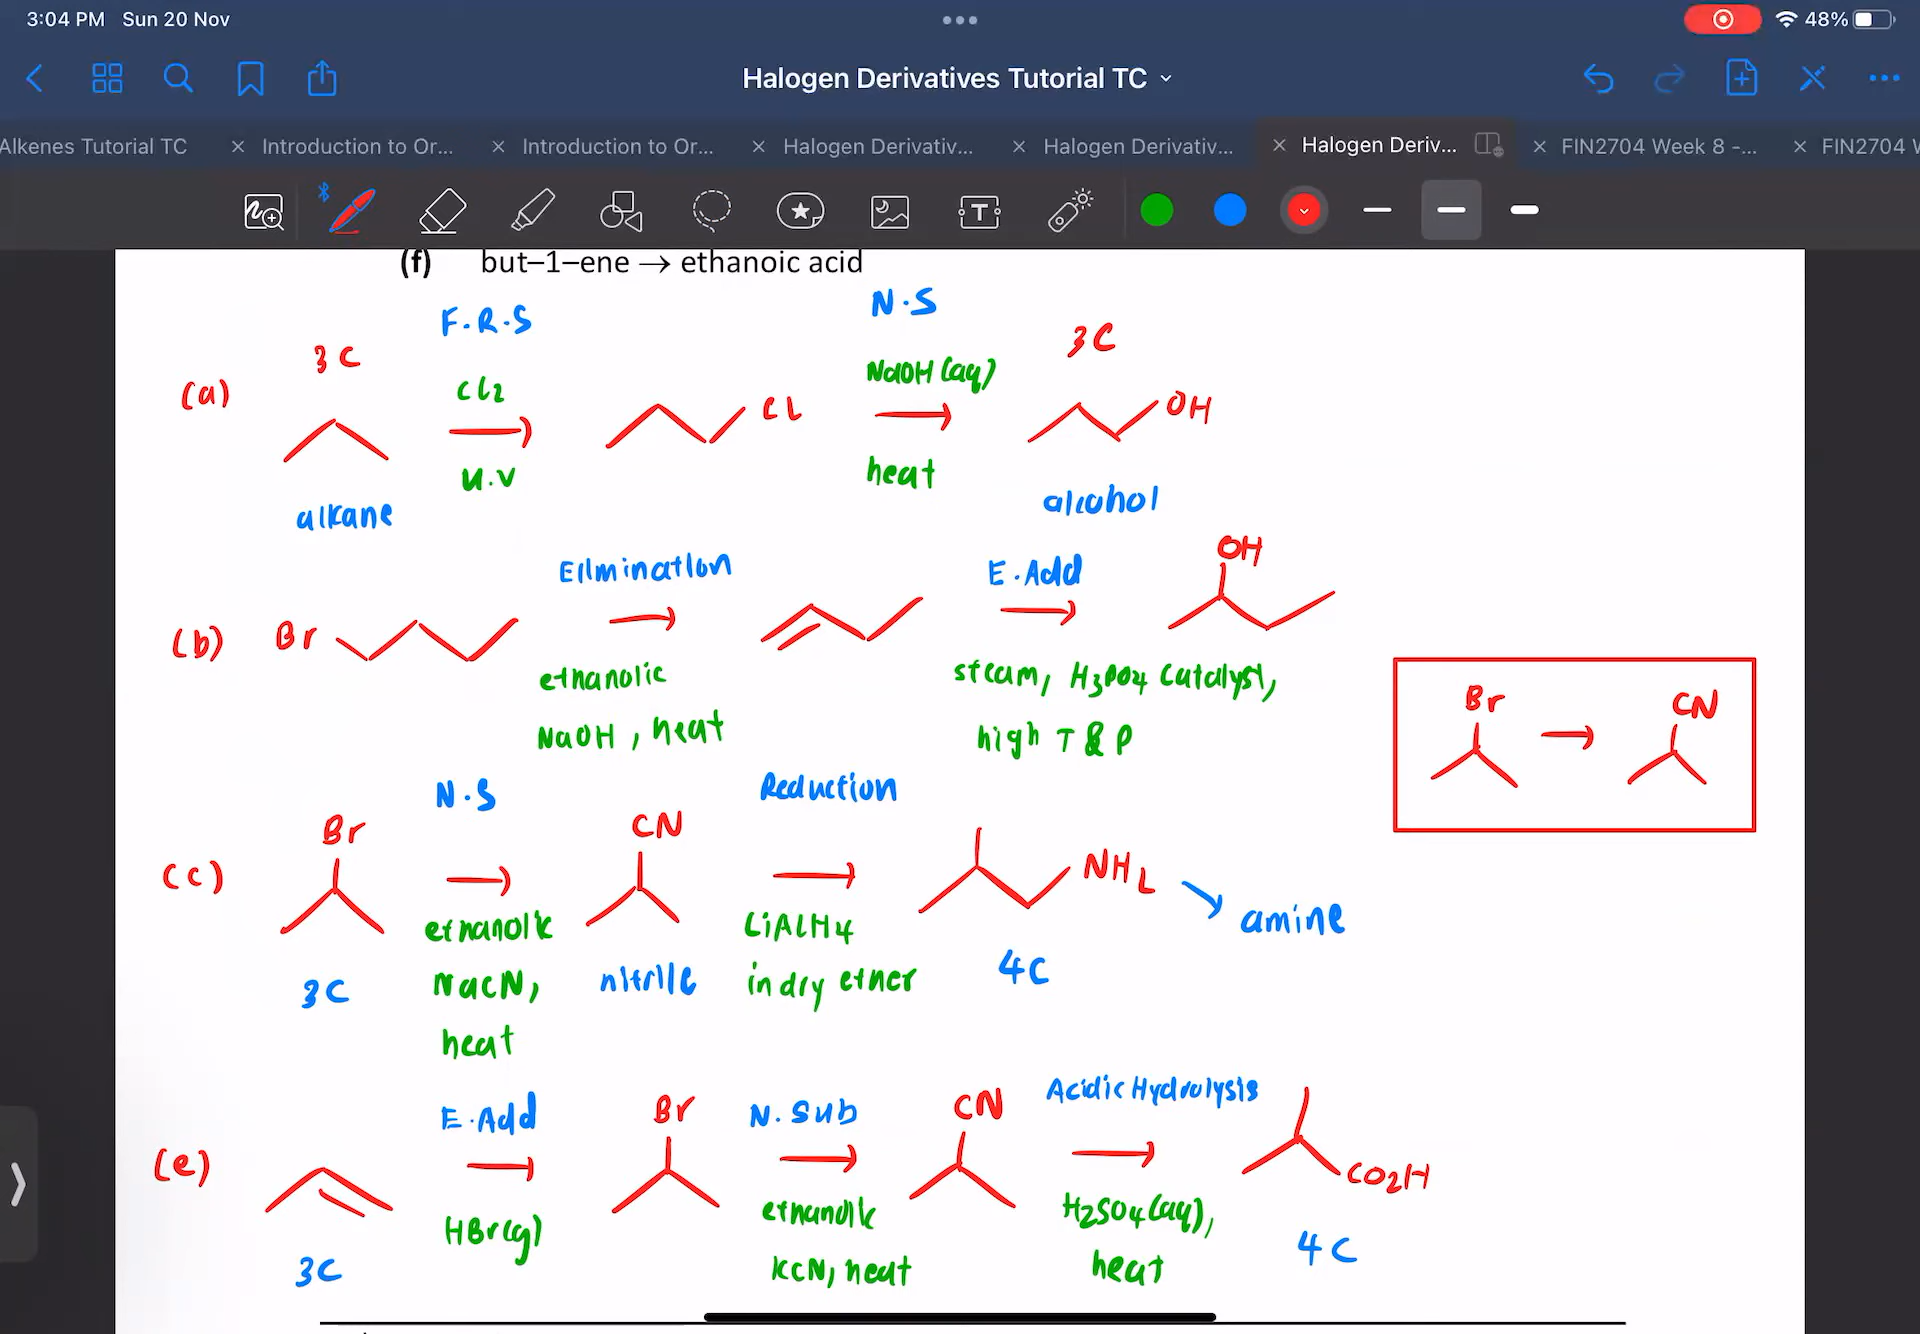 3:04 PM Sun 20 Nov
48%
Halogen Derivatives Tutorial TC
Alkenes Tutorial TC
Introduction to Or...
Introduction to Or...
Halogen Derivativ...
Halogen Derivativ...
Halogen Deriv...
FIN2704 Week 8 -...
FIN2704 W
(f) but–1–ene → ethanoic acid
F.R.S
N.S
3C
3C
(a)
Cl2
NaOH (aq)
CL
OH
u.v
heat
alkane
alcohol
Elimination
E.Add
OH
(b)
Br
ethanolic
NaOH, heat
steam, H3PO4 catalyst,
high T & P
Br → CN
N.S
Reduction
(c)
Br
CN
NH2
amine
ethanolic
NaCN,
heat
LiAlH4
in dry ether
3C
nitrile
4C
E.Add
N.Sub
Acidic Hydrolysis
(e)
Br
CN
CO2H
HBr(g)
ethanolic
KCN, heat
H2SO4(aq),
heat
3C
4C